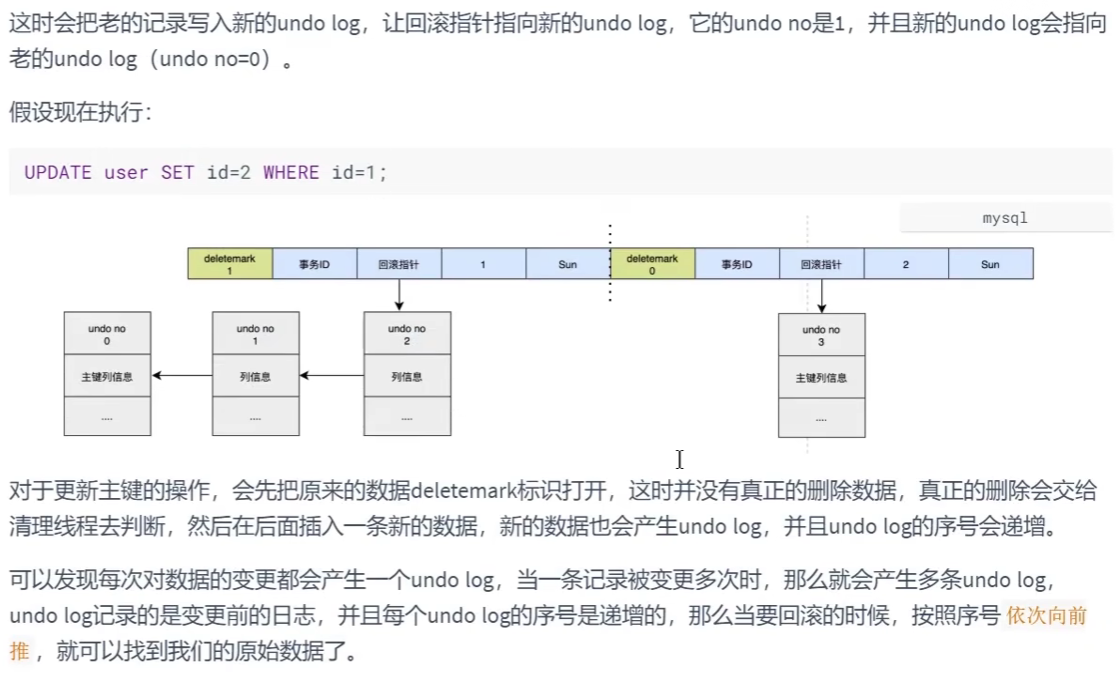 这时会把老的记录写入新的undo log，让回滚指针指向新的undo log，它的undo no是1，并且新的undo log会指向
老的undo log（undo no=0）。
假设现在执行：
UPDATE user SET id=2 WHERE id=1;
mysql
deletemark 1 事务ID 回滚指针 1 Sun deletemark 0 事务ID 回滚指针 2 Sun
undo no 0 undo no 1 undo no 2 undo no 3
主键列信息 列信息 列信息 主键列信息
.... .... .... ....
对于更新主键的操作，会先把原来的数据deletemark标识打开，这时并没有真正的删除数据，真正的删除会交给
清理线程去判断，然后在后面插入一条新的数据，新的数据也会产生undo log，并且undo log的序号会递增。
可以发现每次对数据的变更都会产生一个undo log，当一条记录被变更多次时，那么就会产生多条undo log，
undo log记录的是变更前的日志，并且每个undo log的序号是递增的，那么当要回滚的时候，按照序号 依次向前
推 ，就可以找到我们的原始数据了。